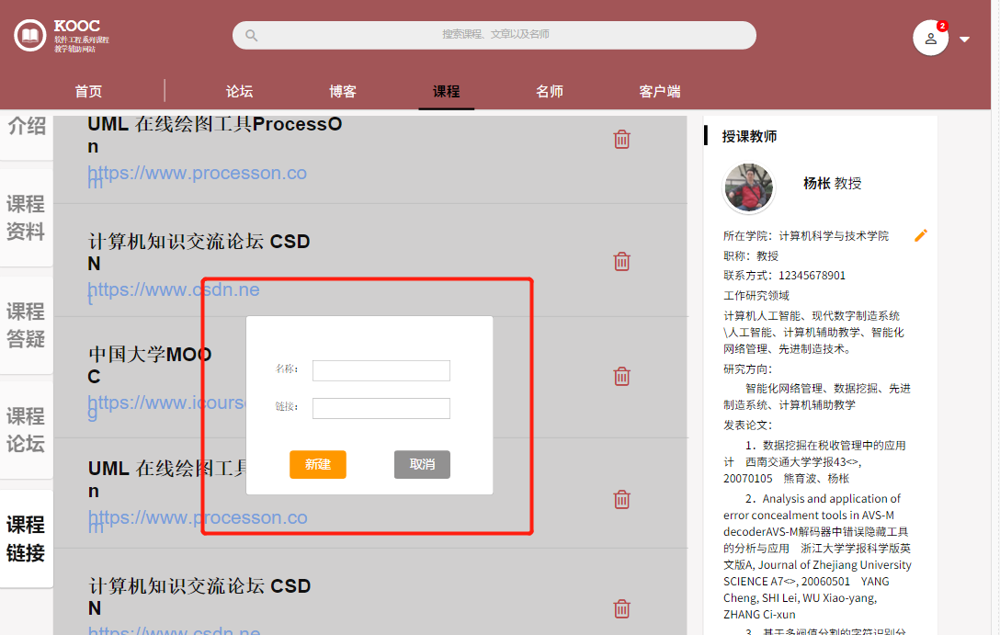 KOOC
软件工程系列课程
教学辅助网站
搜索课程、文章以及名师
2
首页
论坛
博客
课程
名师
客户端
介绍
课程
资料
课程
答疑
课程
论坛
课程
链接
UML 在线绘图工具ProcessO
n
https://www.processon.co
m
计算机知识交流论坛 CSD
N
https://www.csdn.ne
t
中国大学MOO
C
https://www.icours
g
UML 在线绘图工具
n
https://www.processon.co
m
计算机知识交流论坛 CSD
N
https://www.csdn.ne
名称：
链接：
新建
取消
授课教师
杨枨 教授
所在学院：计算机科学与技术学院
职称：教授
联系方式：12345678901
工作研究领域
计算机人工智能、现代数字制造系统
\人工智能、计算机辅助教学、智能化
网络管理、先进制造技术。
研究方向：
智能化网络管理、数据挖掘、先进
制造系统、计算机辅助教学
发表论文：
1．数据挖掘在税收管理中的应用
计　西南交通大学学报43<>,
20070105　熊育波、杨枨
2．Analysis and application of
error concealment tools in AVS-M
decoderAVS-M解码器中错误隐藏工具
的分析与应用　浙江大学学报科学版英
文版A, Journal of Zhejiang University
SCIENCE A7<>, 20060501　YANG
Cheng, SHI Lei, WU Xiao-yang,
ZHANG Ci-xun
3．基于多阀值分割的字符识别分